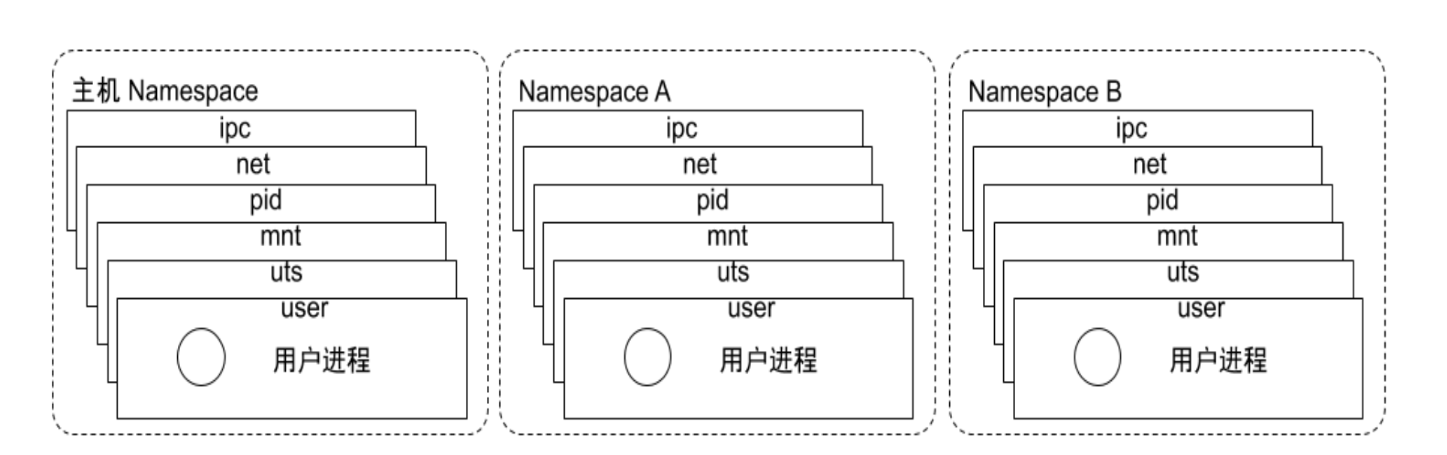 主机 Namespace
ipc
net
pid
mnt
uts
user
用户进程
Namespace A
ipc
net
pid
mnt
uts
user
用户进程
Namespace B
ipc
net
pid
mnt
uts
user
用户进程